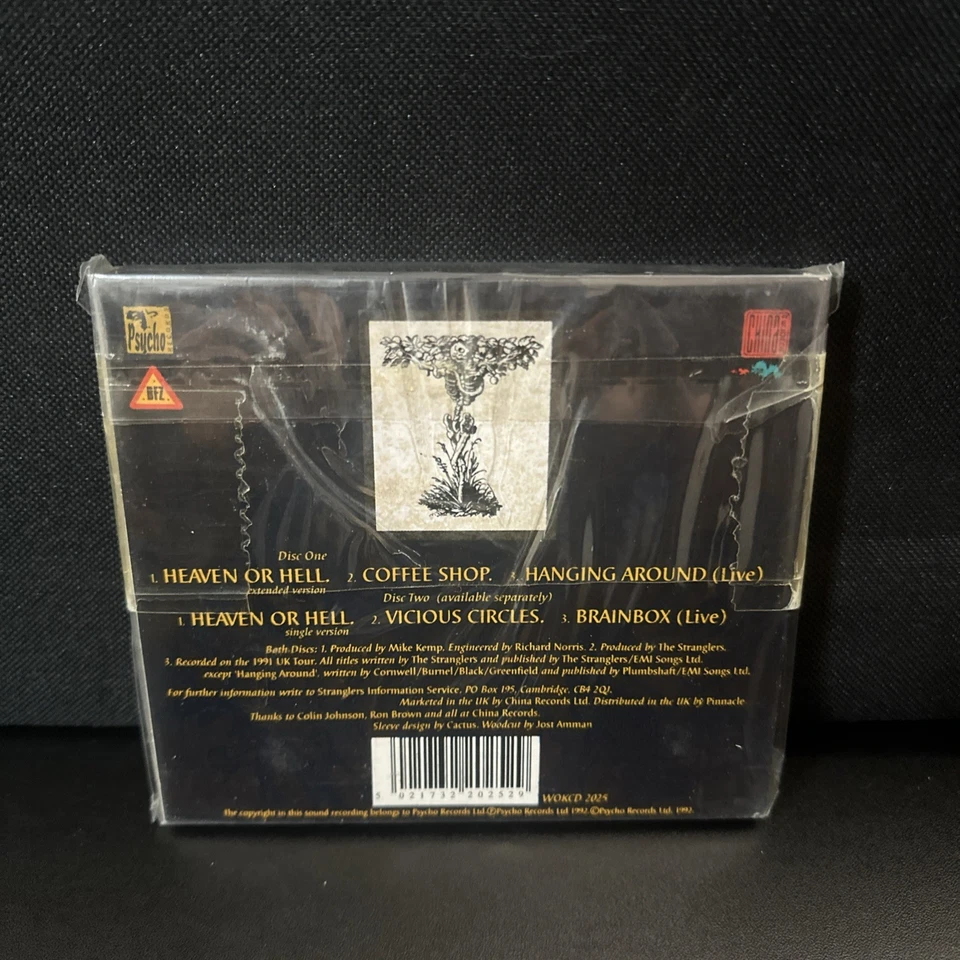 Psycho
RECORDS
CHINA
BFZ
Disc One
1. HEAVEN OR HELL. 2. COFFEE SHOP. 3. HANGING AROUND (Live)
extended version
Disc Two (available separately)
1. HEAVEN OR HELL. 2. VICIOUS CIRCLES. 3. BRAINBOX (Live)
single version
Both Discs: 1. Produced by Mike Kemp. Engineered by Richard Norris. 2. Produced by The Stranglers.
3. Recorded on the 1991 UK Tour. All titles written by The Stranglers and published by The Stranglers/EMI Songs Ltd.
except 'Hanging Around'. written by Cornwell/Burnel/Black/Greenfield and published by Plumbshaft/EMI Songs Ltd.
For further information write to Stranglers Information Service, PO Box 195, Cambridge, CB4 2QJ.
Marketed in the UK by China Records Ltd. Distributed in the UK by Pinnacle
Thanks to Colin Johnson, Ron Brown and all at China Records.
Sleeve design by Cactus. Woodcut by Jost Amman
5 021732 202529
WOKCD 2025
The copyright in this sound recording belongs to Psycho Records Ltd ℗Psycho Records Ltd 1992. ©Psycho Records Ltd. 1992.